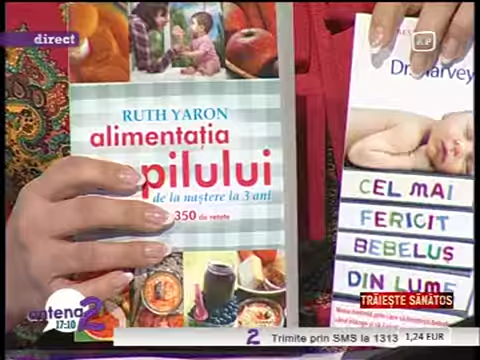 direct
AP
Dr. Harvey
RUTH YARON
alimentația
pilului
de la naștere la 3 ani
350 de rețete
CEL MAI
FERICIT
BEBELUȘ
DIN LUME
TRĂIEȘTE SĂNĂTOS
antena 2
17:10
2 Trimite prin SMS la 1313 1,24 EUR